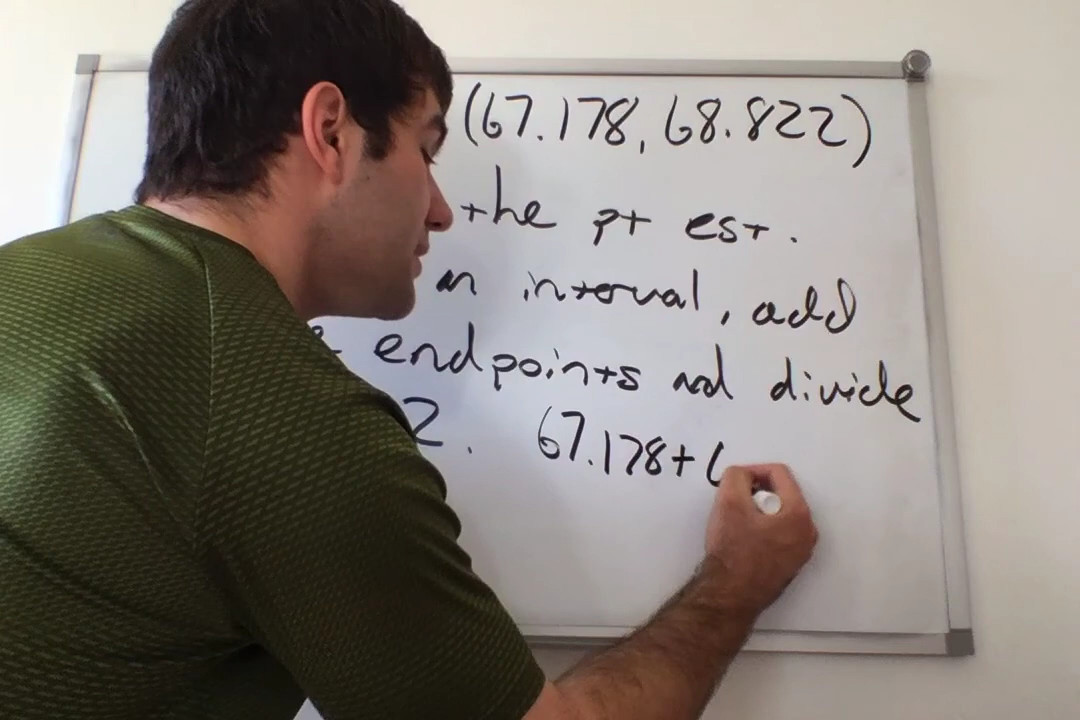 (67.178, 68.822)
the pt est.
an interval, add
endpoints and divide
2. 67.178+